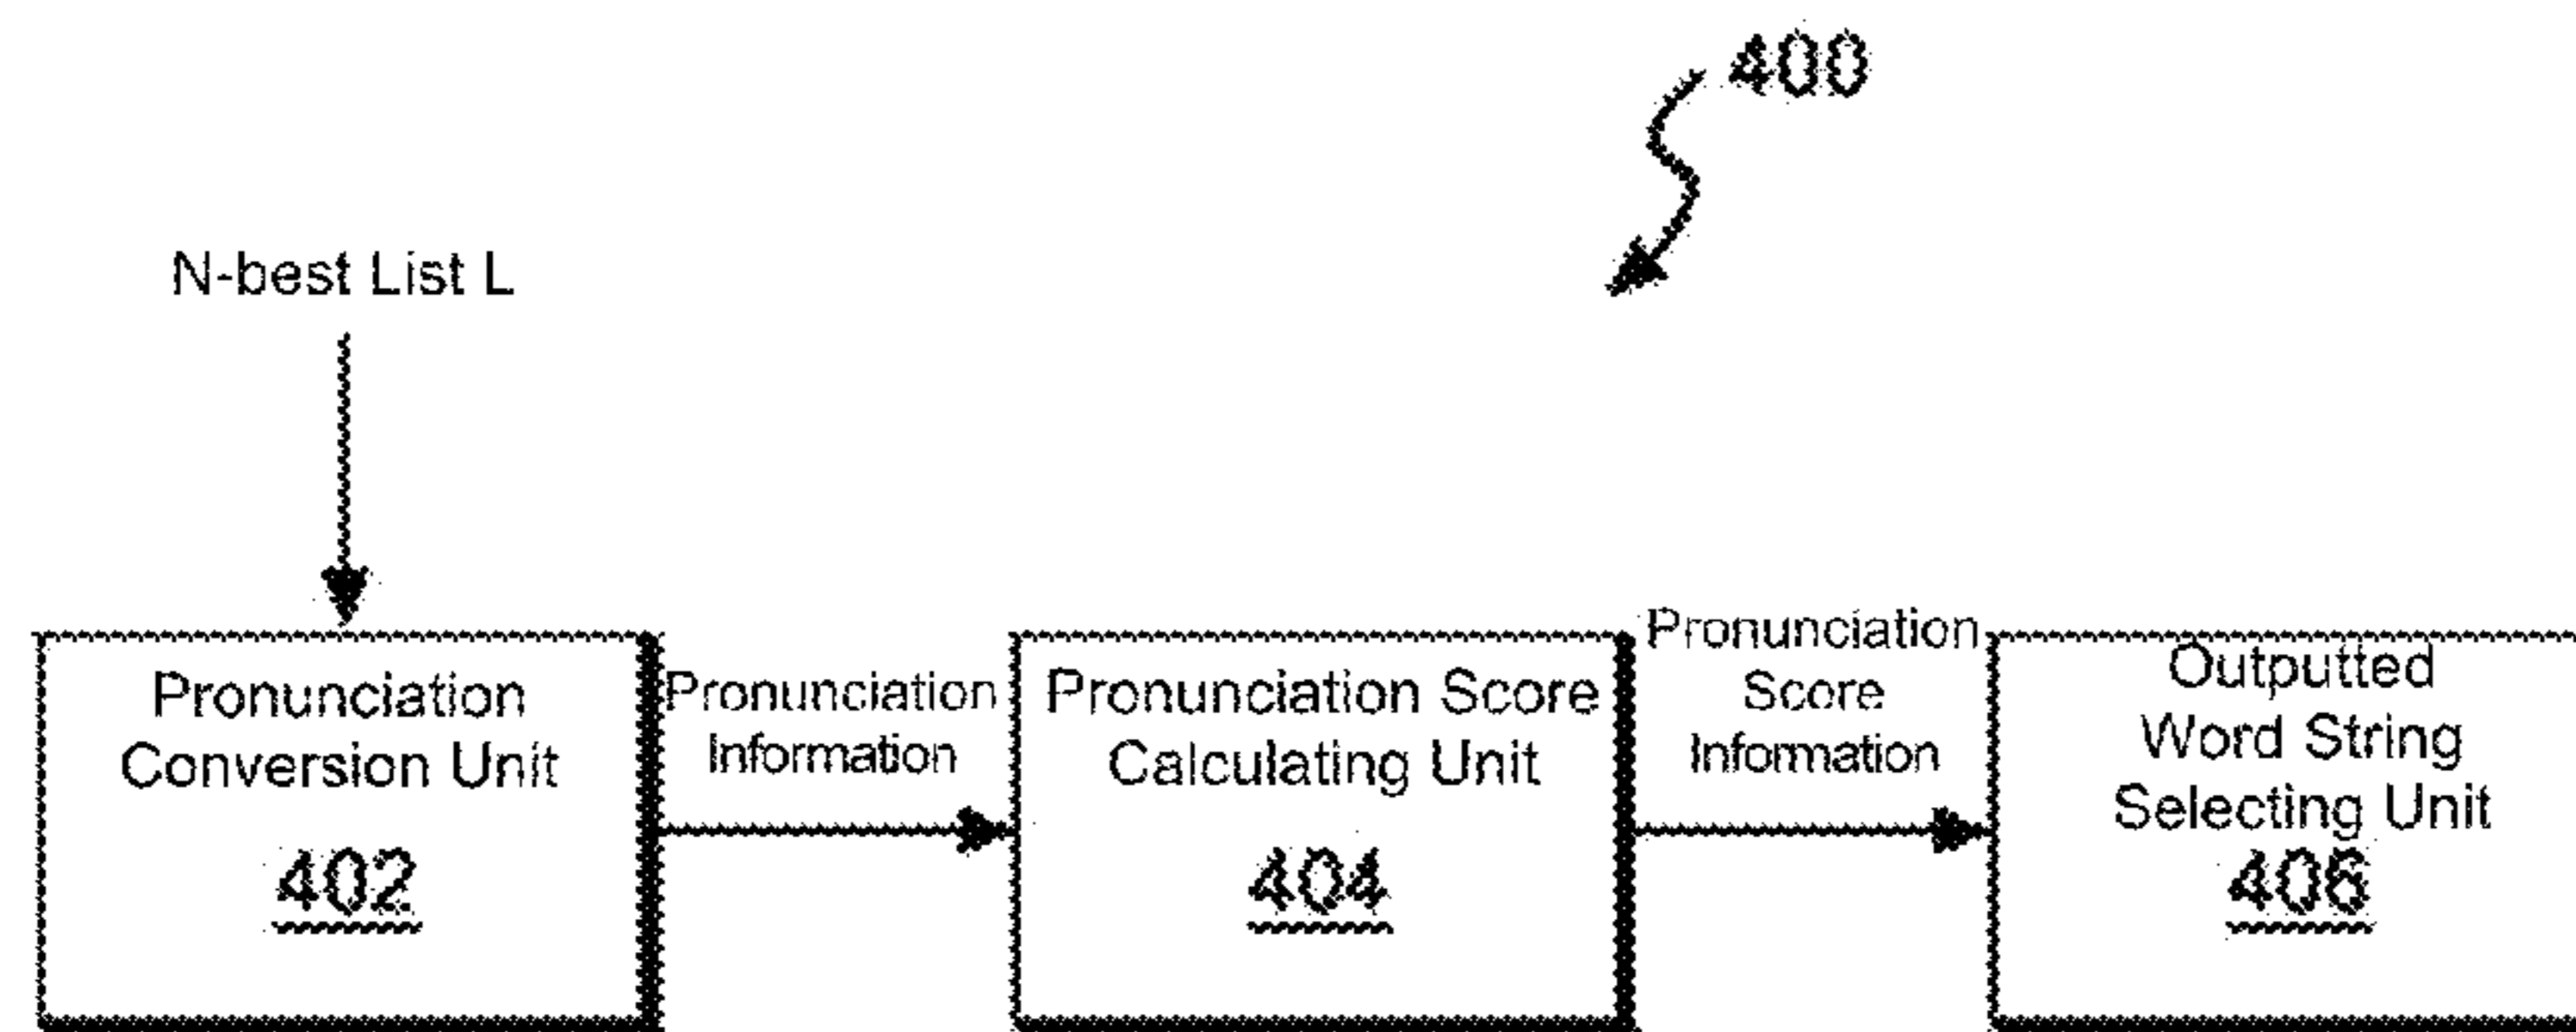 400
N-best List L
Pronunciation
Conversion Unit
402
Pronunciation
Information
Pronunciation Score
Calculating Unit
404
Pronunciation
Score
Information
Outputted
Word String
Selecting Unit
406